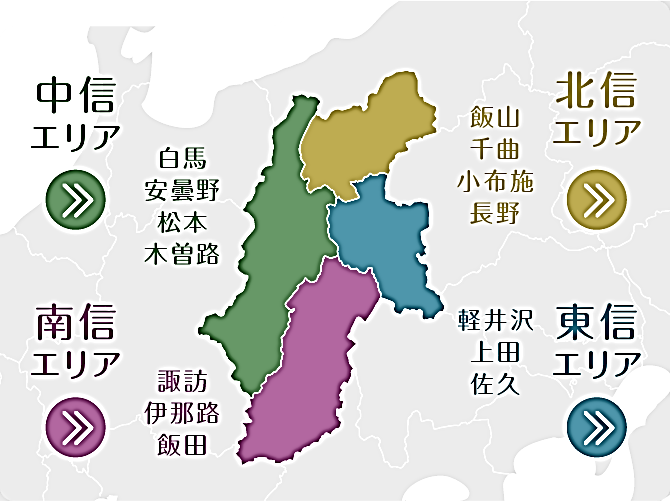 中信
エリア
白馬
安曇野
松本
木曽路
北信
エリア
飯山
千曲
小布施
長野
南信
エリア
諏訪
伊那路
飯田
東信
エリア
軽井沢
上田
佐久